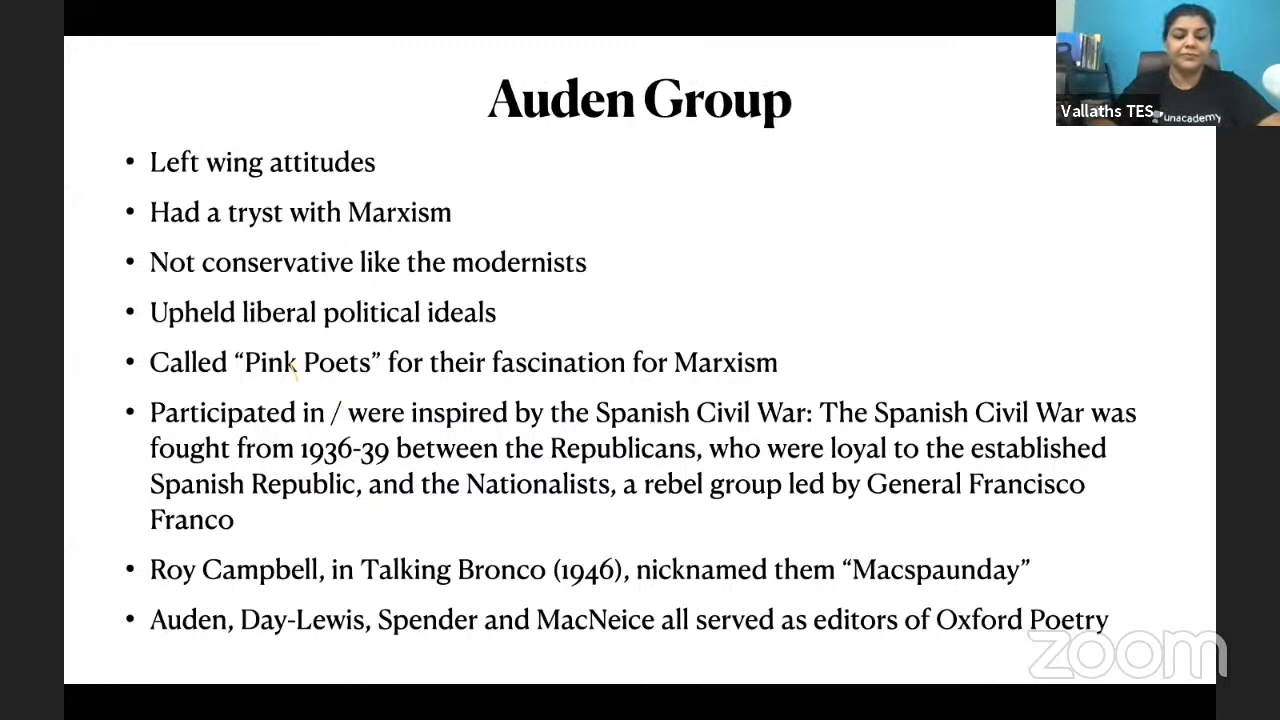 Auden Group
• Left wing attitudes
• Had a tryst with Marxism
• Not conservative like the modernists
• Upheld liberal political ideals
• Called “Pink Poets” for their fascination for Marxism
• Participated in / were inspired by the Spanish Civil War: The Spanish Civil War was
fought from 1936-39 between the Republicans, who were loyal to the established
Spanish Republic, and the Nationalists, a rebel group led by General Francisco
Franco
• Roy Campbell, in Talking Bronco (1946), nicknamed them “Macspaunday”
• Auden, Day-Lewis, Spender and MacNeice all served as editors of Oxford Poetry
Vallaths TES
unacademy
zoom